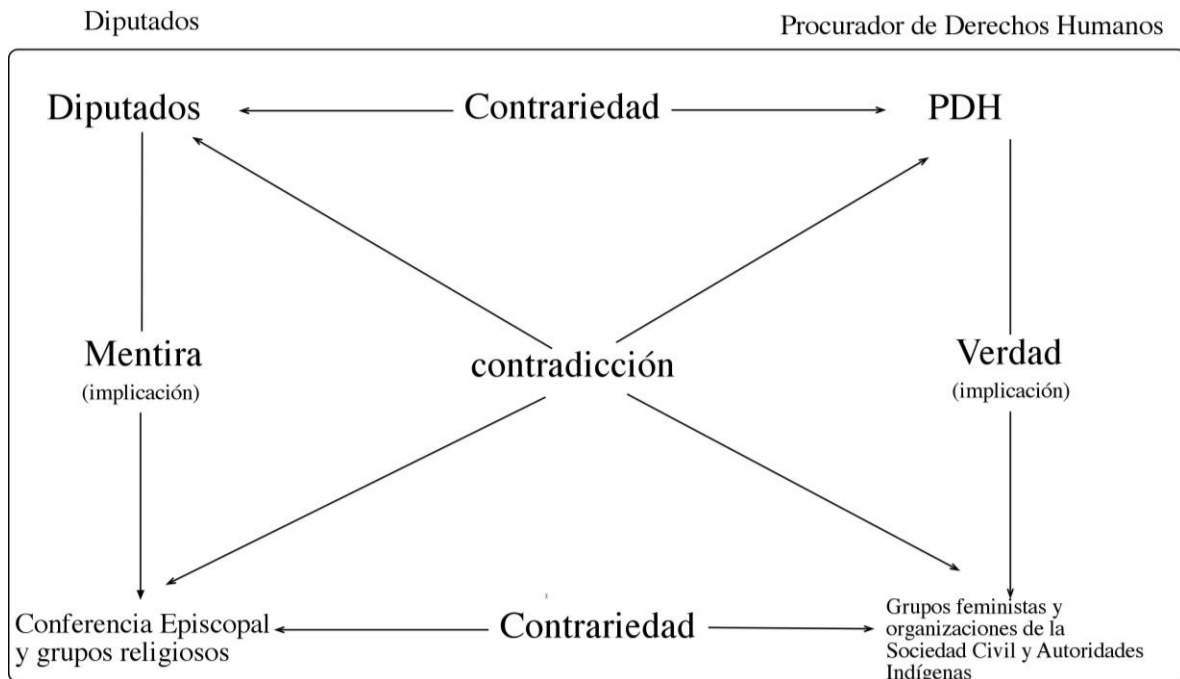 Diputados
Procurador de Derechos Humanos
Diputados
Contrariedad
PDH
Mentira
(implicación)
contradicción
Verdad
(implicación)
Conferencia Episcopal
y grupos religiosos
Contrariedad
Grupos feministas y
organizaciones de la
Sociedad Civil y Autoridades
Indígenas